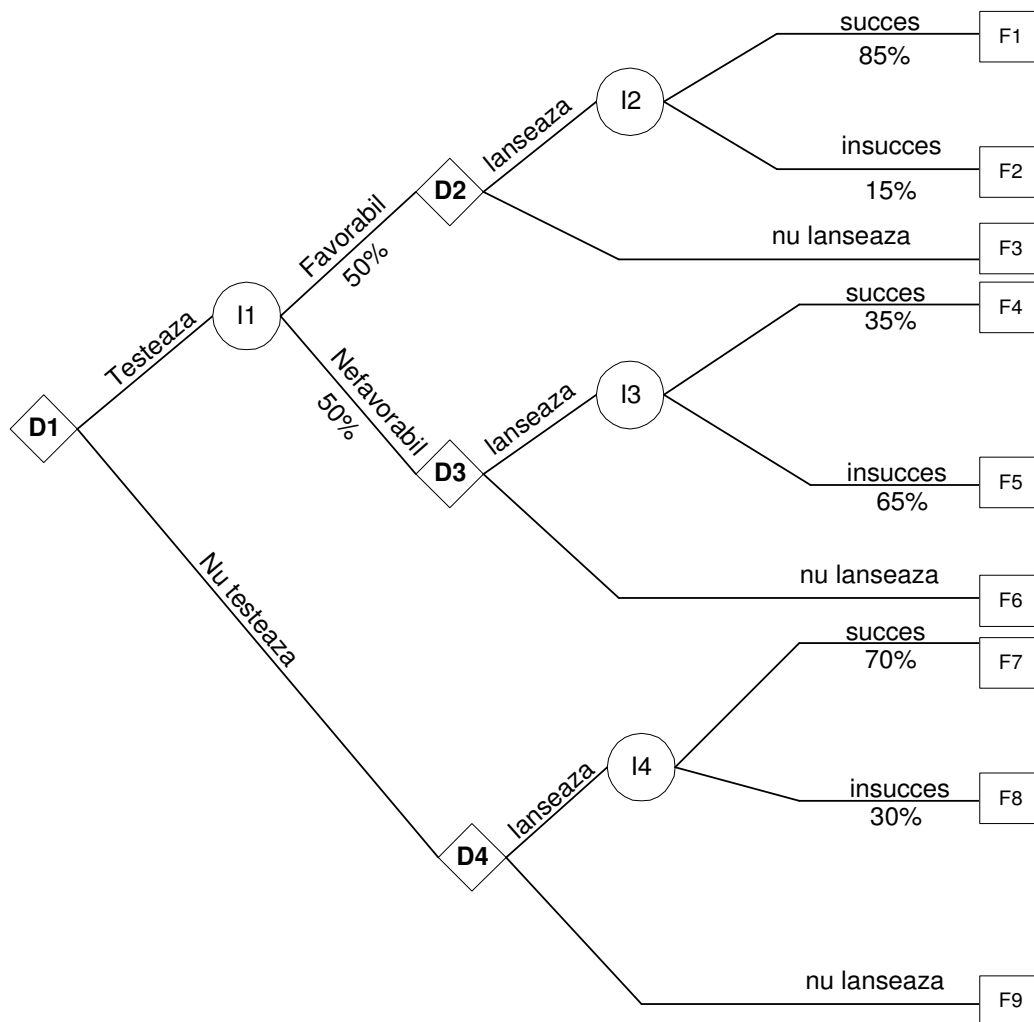 succes
F1
85%
I2
lanseaza
insucces
F2
15%
D2
Favorabil
50%
nu lanseaza
F3
I1
succes
F4
35%
Testeaza
Nefavorabil
50%
I3
lanseaza
D1
D3
insucces
F5
65%
nu lanseaza
F6
Nu testeaza
succes
F7
70%
I4
lanseaza
insucces
F8
30%
D4
nu lanseaza
F9